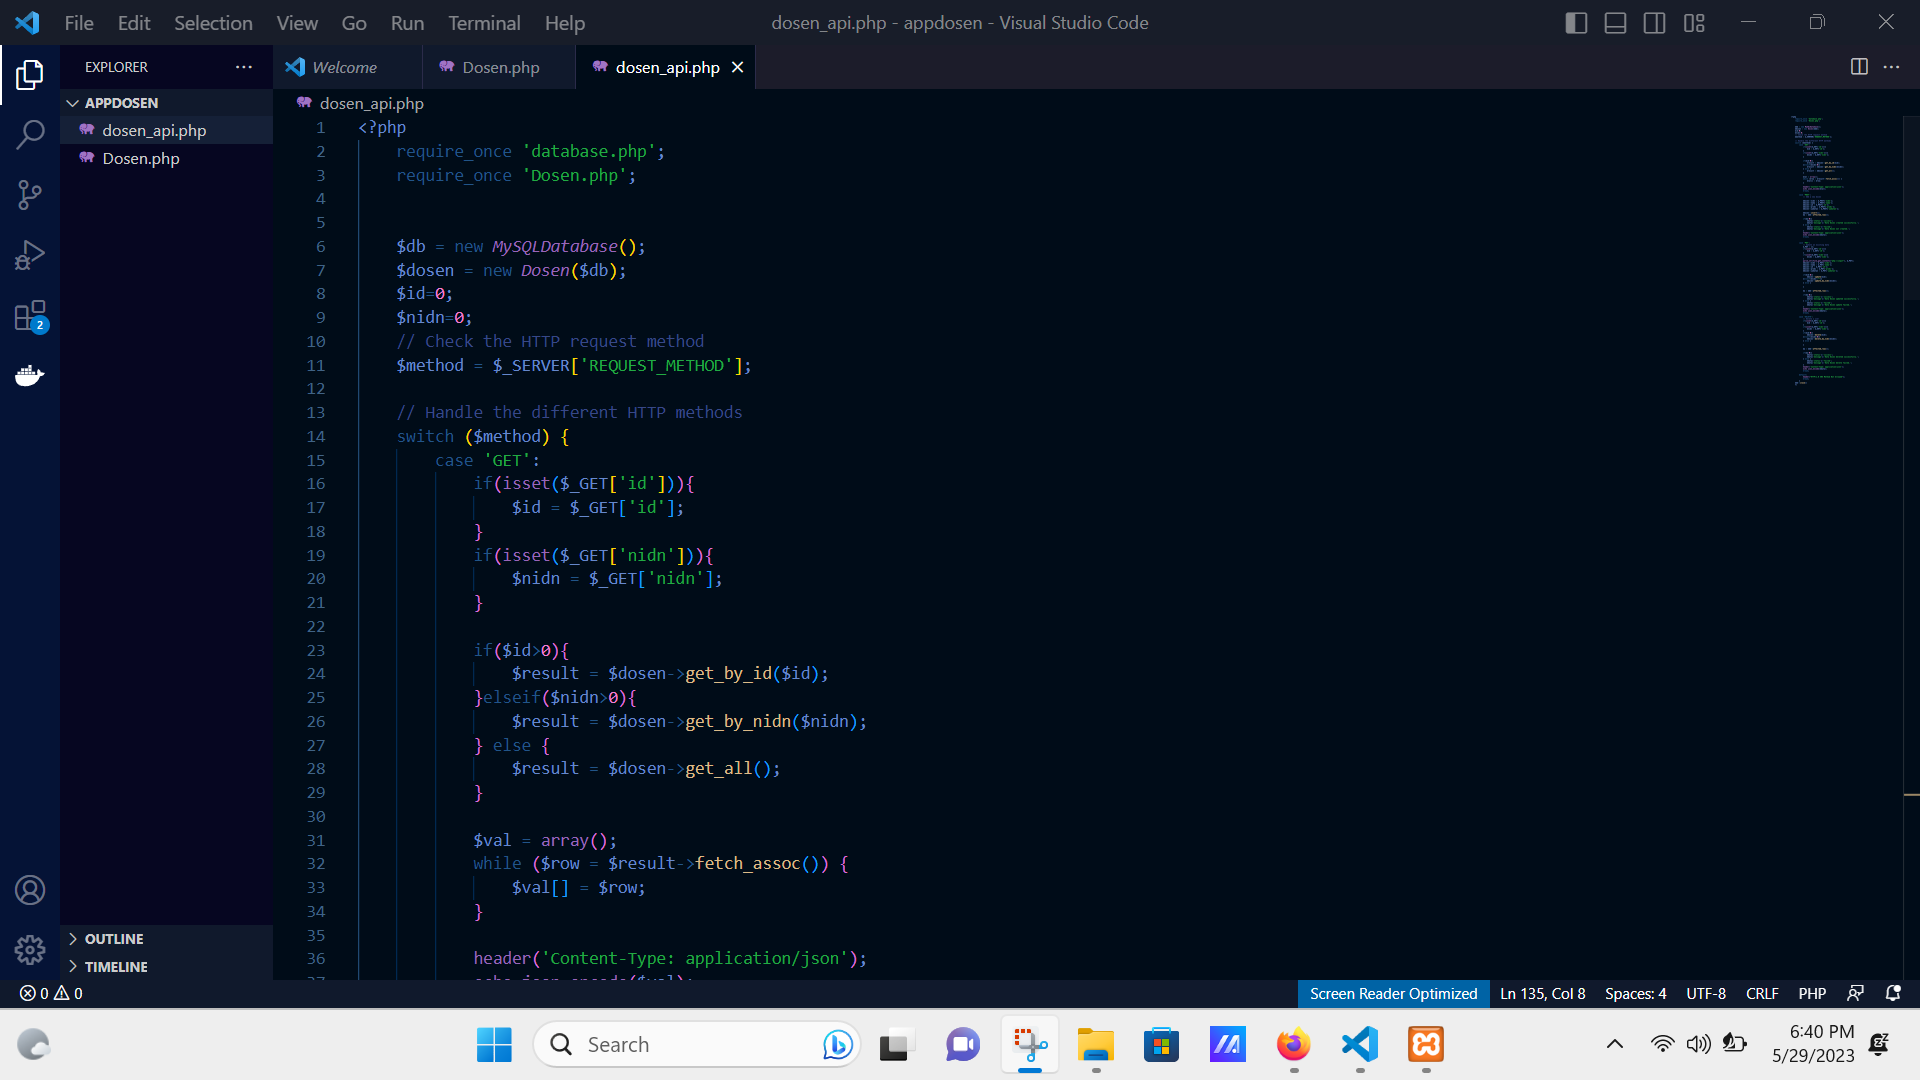 File Edit Selection View Go Run Terminal Help
dosen_api.php - appdosen - Visual Studio Code
EXPLORER
Welcome
Dosen.php
dosen_api.php
APPDOSEN
dosen_api.php
Dosen.php
OUTLINE
TIMELINE
2
dosen_api.php
1 <?php
2 require_once 'database.php';
3 require_once 'Dosen.php';
4
5
6 $db = new MySQLDatabase();
7 $dosen = new Dosen($db);
8 $id=0;
9 $nidn=0;
10 // Check the HTTP request method
11 $method = $_SERVER['REQUEST_METHOD'];
12
13 // Handle the different HTTP methods
14 switch ($method) {
15 case 'GET':
16 if(isset($_GET['id'])){
17 $id = $_GET['id'];
18 }
19 if(isset($_GET['nidn'])){
20 $nidn = $_GET['nidn'];
21 }
22
23 if($id>0){
24 $result = $dosen->get_by_id($id);
25 }elseif($nidn>0){
26 $result = $dosen->get_by_nidn($nidn);
27 } else {
28 $result = $dosen->get_all();
29 }
30
31 $val = array();
32 while ($row = $result->fetch_assoc()) {
33 $val[] = $row;
34 }
35
36 header('Content-Type: application/json');
0 0
Screen Reader Optimized Ln 135, Col 8 Spaces: 4 UTF-8 CRLF PHP
Search
6:40 PM
5/29/2023